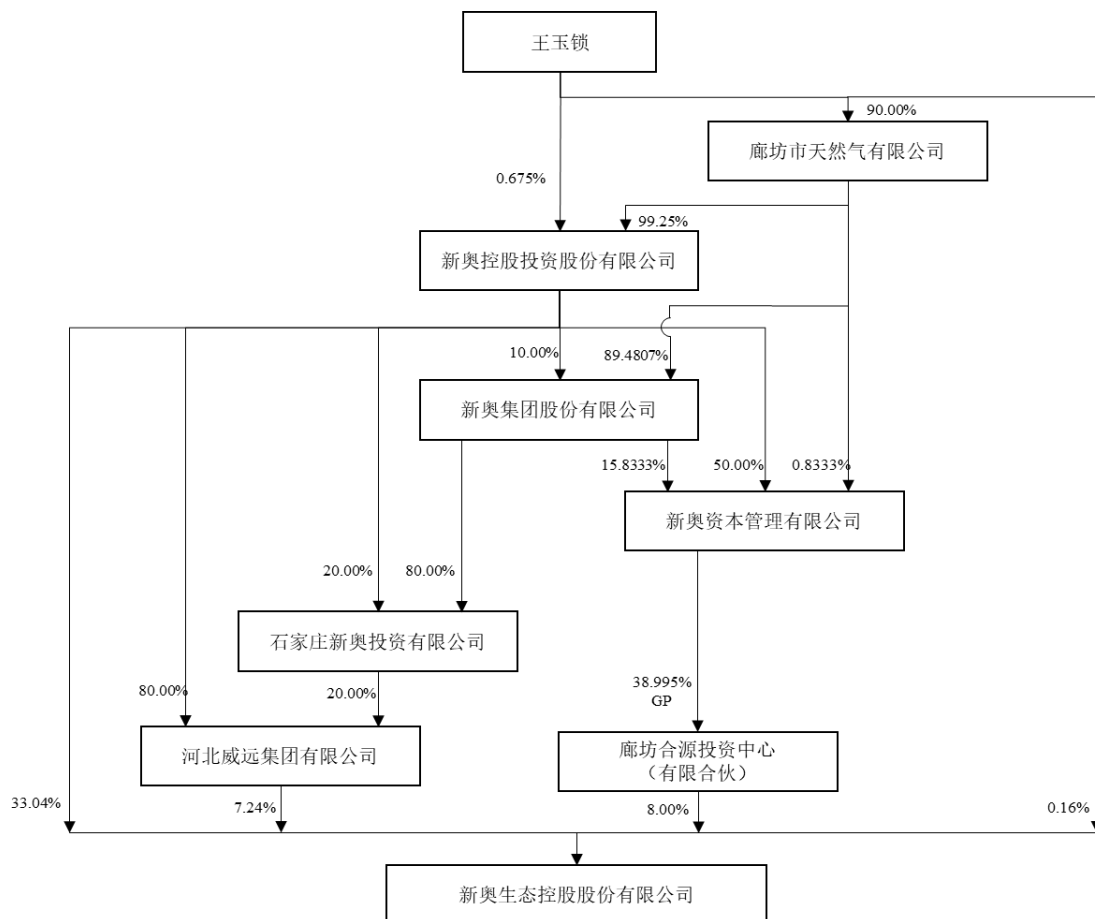 王玉锁
90.00%
廊坊市天然气有限公司
0.675%
99.25%
新奥控股投资股份有限公司
10.00%
89.4807%
新奥集团股份有限公司
15.8333%
50.00%
0.8333%
新奥资本管理有限公司
20.00%
80.00%
石家庄新奥投资有限公司
38.995%
GP
80.00%
20.00%
河北威远集团有限公司
廊坊合源投资中心
（有限合伙）
33.04%
7.24%
8.00%
0.16%
新奥生态控股股份有限公司